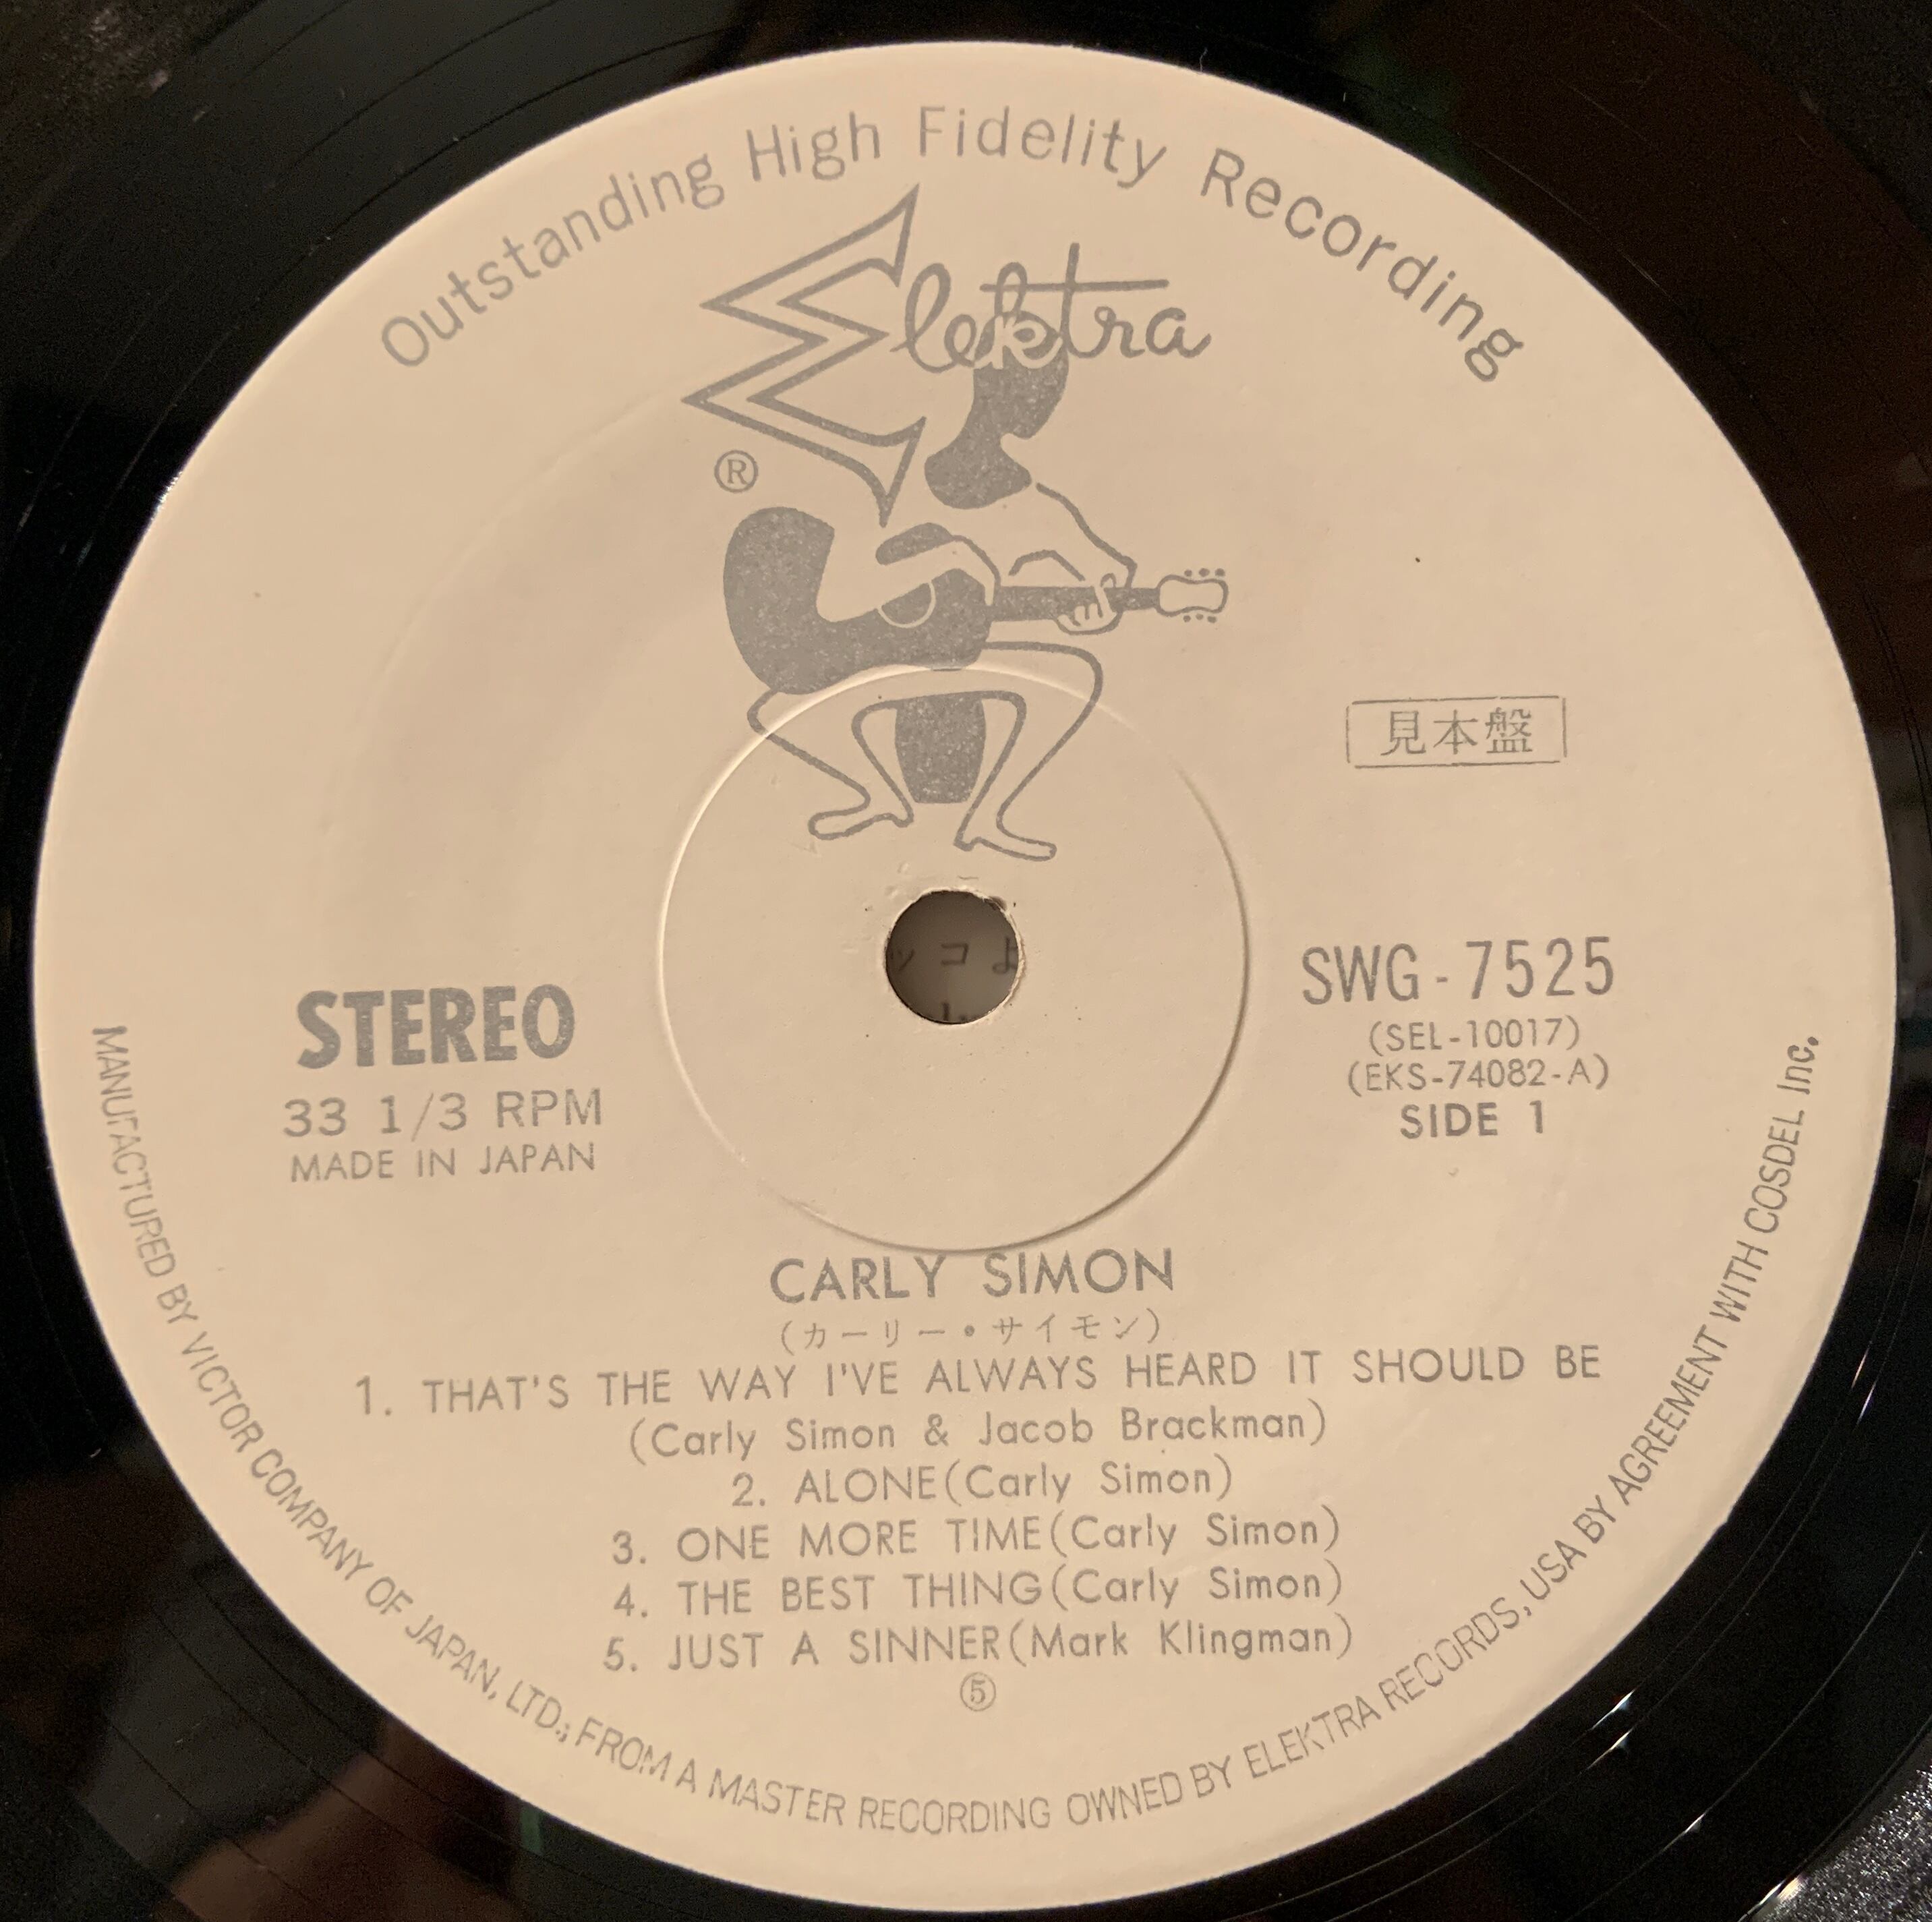 Outstanding High Fidelity Recording
Elektra
®
見本盤
STEREO
33 1/3 RPM
MADE IN JAPAN
SWG-7525
(SEL-10017)
(EKS-74082-A)
SIDE 1
CARLY SIMON
(カーリー・サイモン)
1. THAT'S THE WAY I'VE ALWAYS HEARD IT SHOULD BE
(Carly Simon & Jacob Brackman)
2. ALONE(Carly Simon)
3. ONE MORE TIME(Carly Simon)
4. THE BEST THING(Carly Simon)
5. JUST A SINNER(Mark Klingman)
⑤
MANUFACTURED BY VICTOR COMPANY OF JAPAN, LTD., FROM A MASTER RECORDING OWNED BY ELEKTRA RECORDS, USA BY AGREEMENT WITH COSDEL Inc.